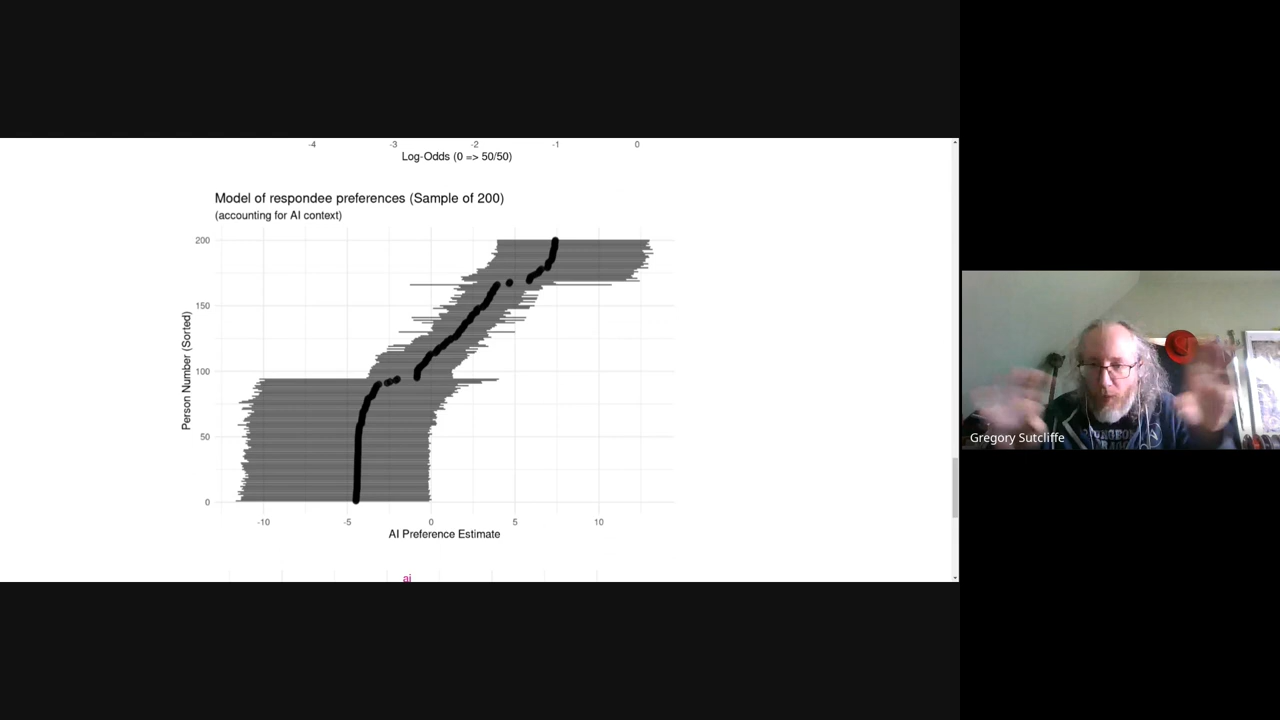 -4 -3 -2 -1 0
Log-Odds (0 => 50/50)
Model of respondee preferences (Sample of 200)
(accounting for AI context)
200
150
100
50
0
Person Number (Sorted)
-10 -5 0 5 10
AI Preference Estimate
ai
Gregory Sutcliffe